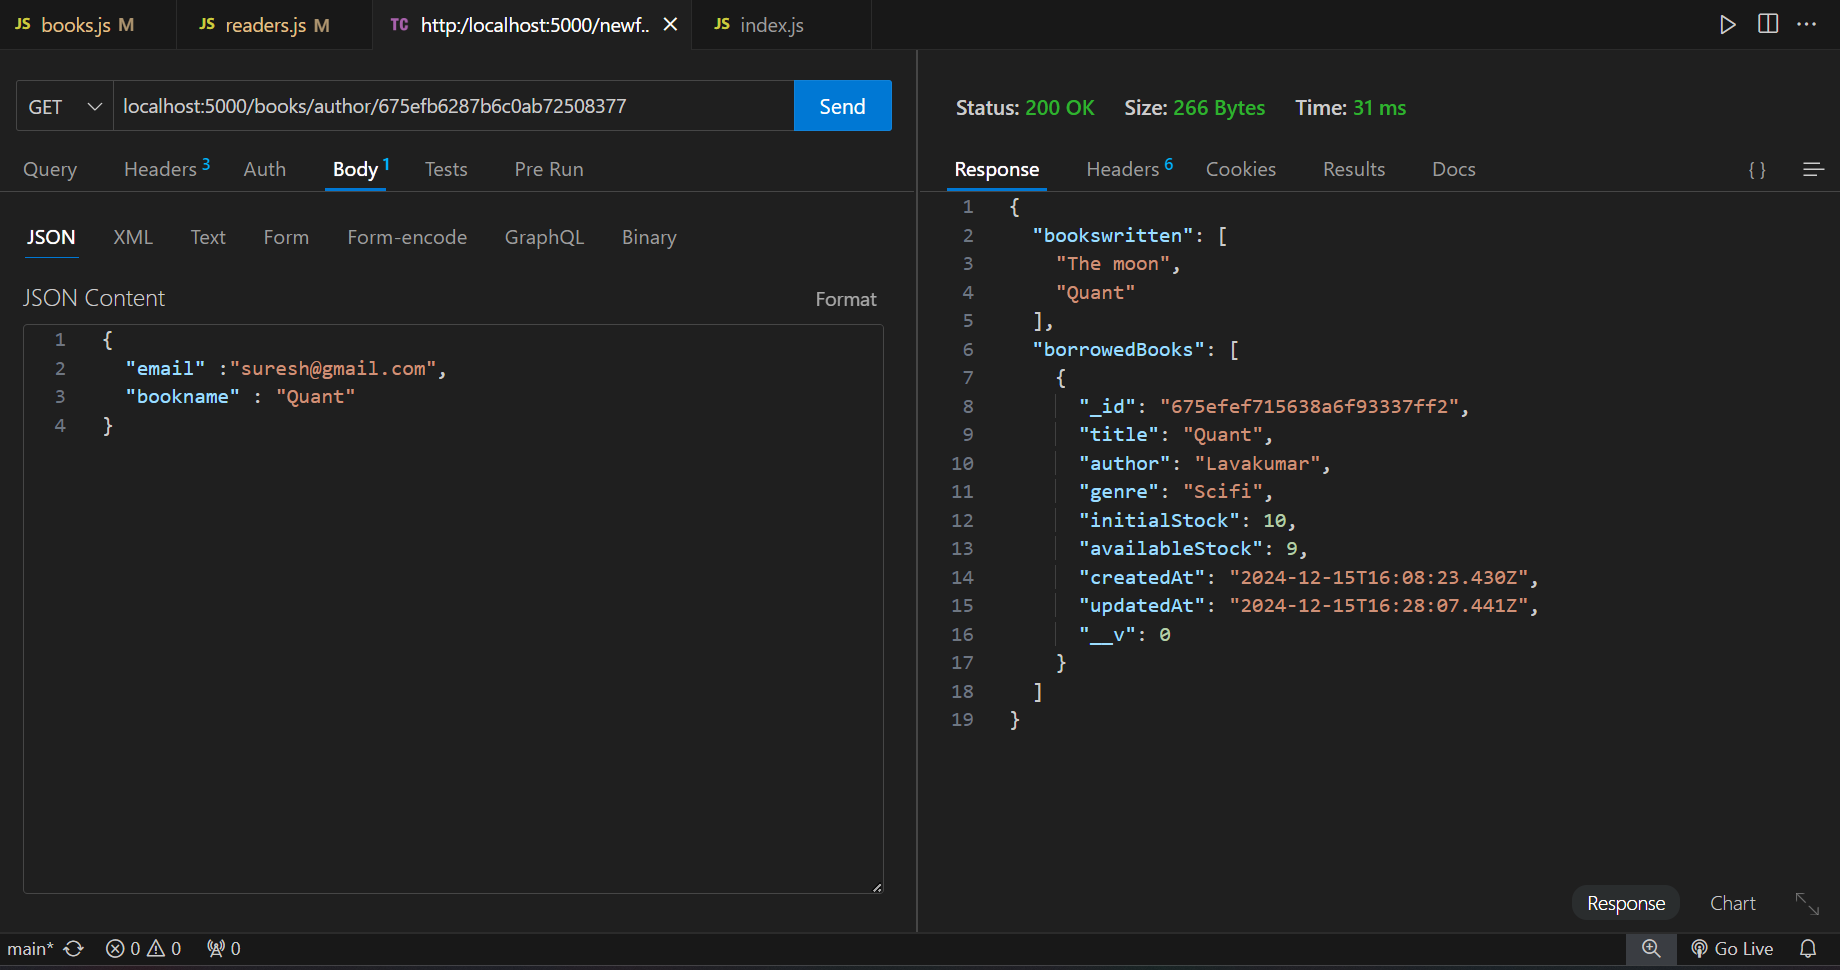 JS books.js M JS readers.js M TC http:/localhost:5000/newf.. JS index.js
GET localhost:5000/books/author/675efb6287b6c0ab72508377 Send
Query Headers 3 Auth Body 1 Tests Pre Run
JSON XML Text Form Form-encode GraphQL Binary
JSON Content Format
1 {
2 "email" :"suresh@gmail.com",
3 "bookname" : "Quant"
4 }
Status: 200 OK Size: 266 Bytes Time: 31 ms
Response Headers 6 Cookies Results Docs { }
1 {
2 "bookswritten": [
3 "The moon",
4 "Quant"
5 ],
6 "borrowedBooks": [
7 {
8 "_id": "675efef715638a6f93337ff2",
9 "title": "Quant",
10 "author": "Lavakumar",
11 "genre": "Scifi",
12 "initialStock": 10,
13 "availableStock": 9,
14 "createdAt": "2024-12-15T16:08:23.430Z",
15 "updatedAt": "2024-12-15T16:28:07.441Z",
16 "__v": 0
17 }
18 ]
19 }
Response Chart
main* 0 0 0 Go Live